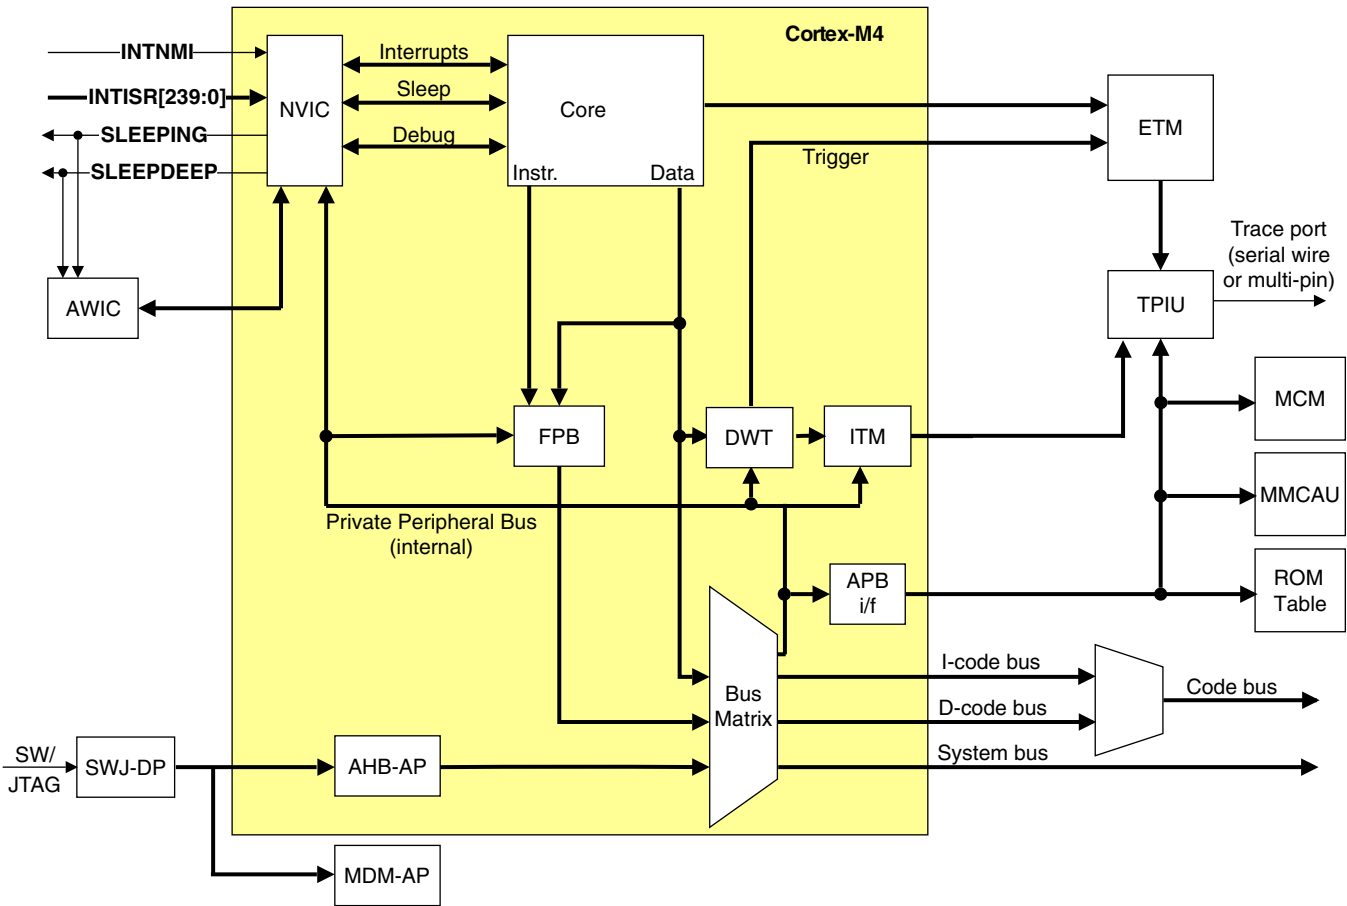 Cortex-M4
INTNMI
INTISR[239:0]
SLEEPING
SLEEPDEEP
NVIC
Interrupts
Sleep
Debug
Core
Instr.
Data
ETM
Trigger
Trace port
(serial wire
or multi-pin)
AWIC
TPIU
MCM
FPB
DWT
ITM
MMCAU
Private Peripheral Bus
(internal)
APB
i/f
ROM
Table
I-code bus
Bus
Matrix
D-code bus
Code bus
System bus
SW/
JTAG
SWJ-DP
AHB-AP
MDM-AP